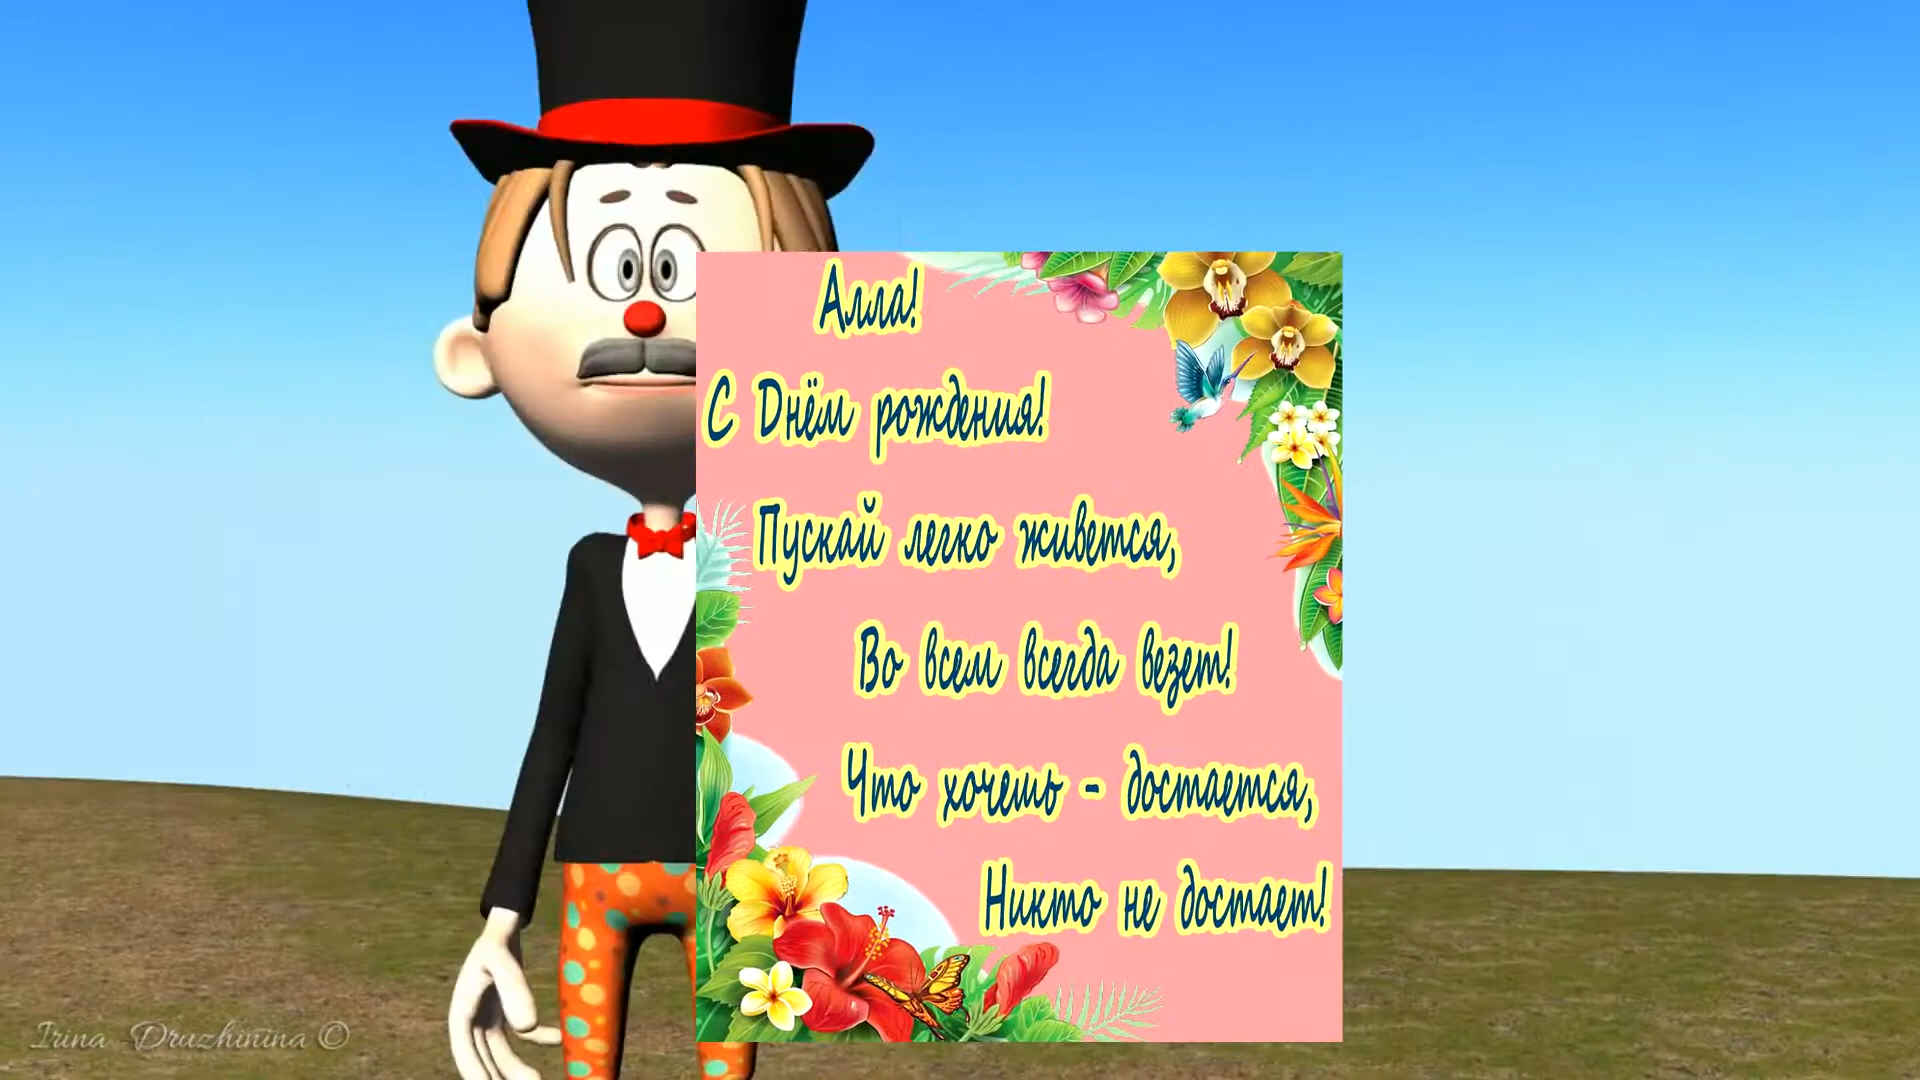 Алла!
С Днём рождения!
Пускай легко живется,
Во всем всегда везет!
Что хочешь - достается,
Никто не достает!
Irina Druzhinina ©